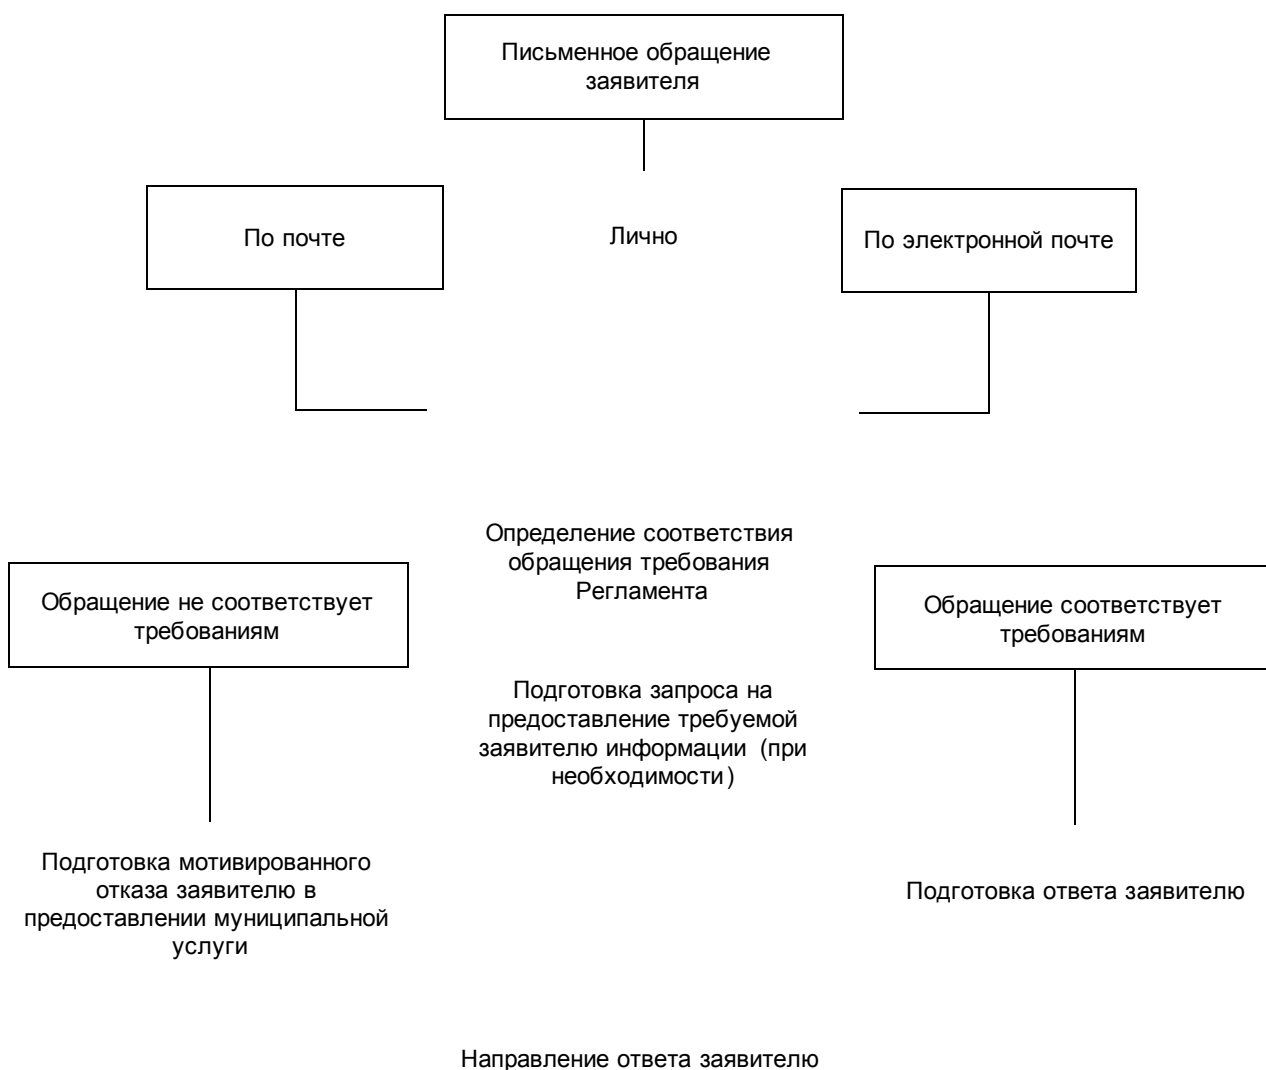 Письменное обращение
заявителя
По почте
Лично
По электронной почте
Определение соответствия
обращения требования
Регламента
Обращение не соответствует
требованиям
Обращение соответствует
требованиям
Подготовка запроса на
предоставление требуемой
заявителю информации (при
необходимости)
Подготовка мотивированного
отказа заявителю в
предоставлении муниципальной
услуги
Подготовка ответа заявителю
Направление ответа заявителю